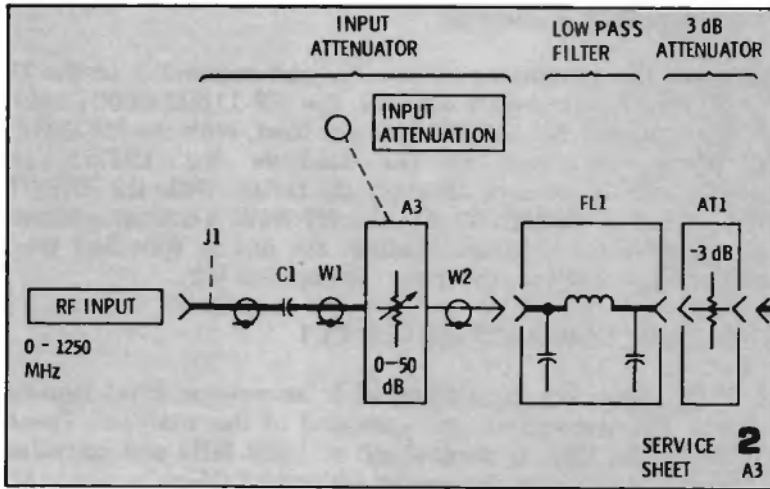 INPUT
ATTENUATOR
LOW PASS
FILTER
3 dB
ATTENUATOR
INPUT
ATTENUATION
A3
FL1
AT1
J1
C1
W1
W2
-3 dB
RF INPUT
0 - 1250
MHz
0-50
dB
SERVICE 2
SHEET A3